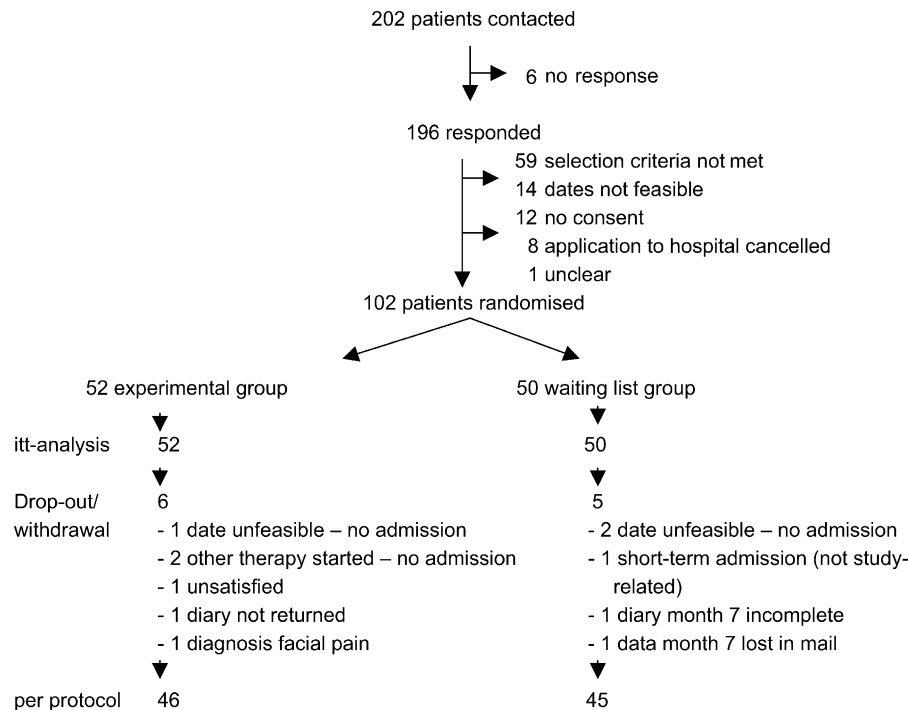 202 patients contacted
6 no response
196 responded
59 selection criteria not met
14 dates not feasible
12 no consent
8 application to hospital cancelled
1 unclear
102 patients randomised
52 experimental group
50 waiting list group
itt-analysis 52 50
Drop-out/ 6 5
withdrawal - 1 date unfeasible – no admission - 2 date unfeasible – no admission
- 2 other therapy started – no admission - 1 short-term admission (not study-
- 1 unsatisfied related)
- 1 diary not returned - 1 diary month 7 incomplete
- 1 diagnosis facial pain - 1 data month 7 lost in mail
per protocol 46 45